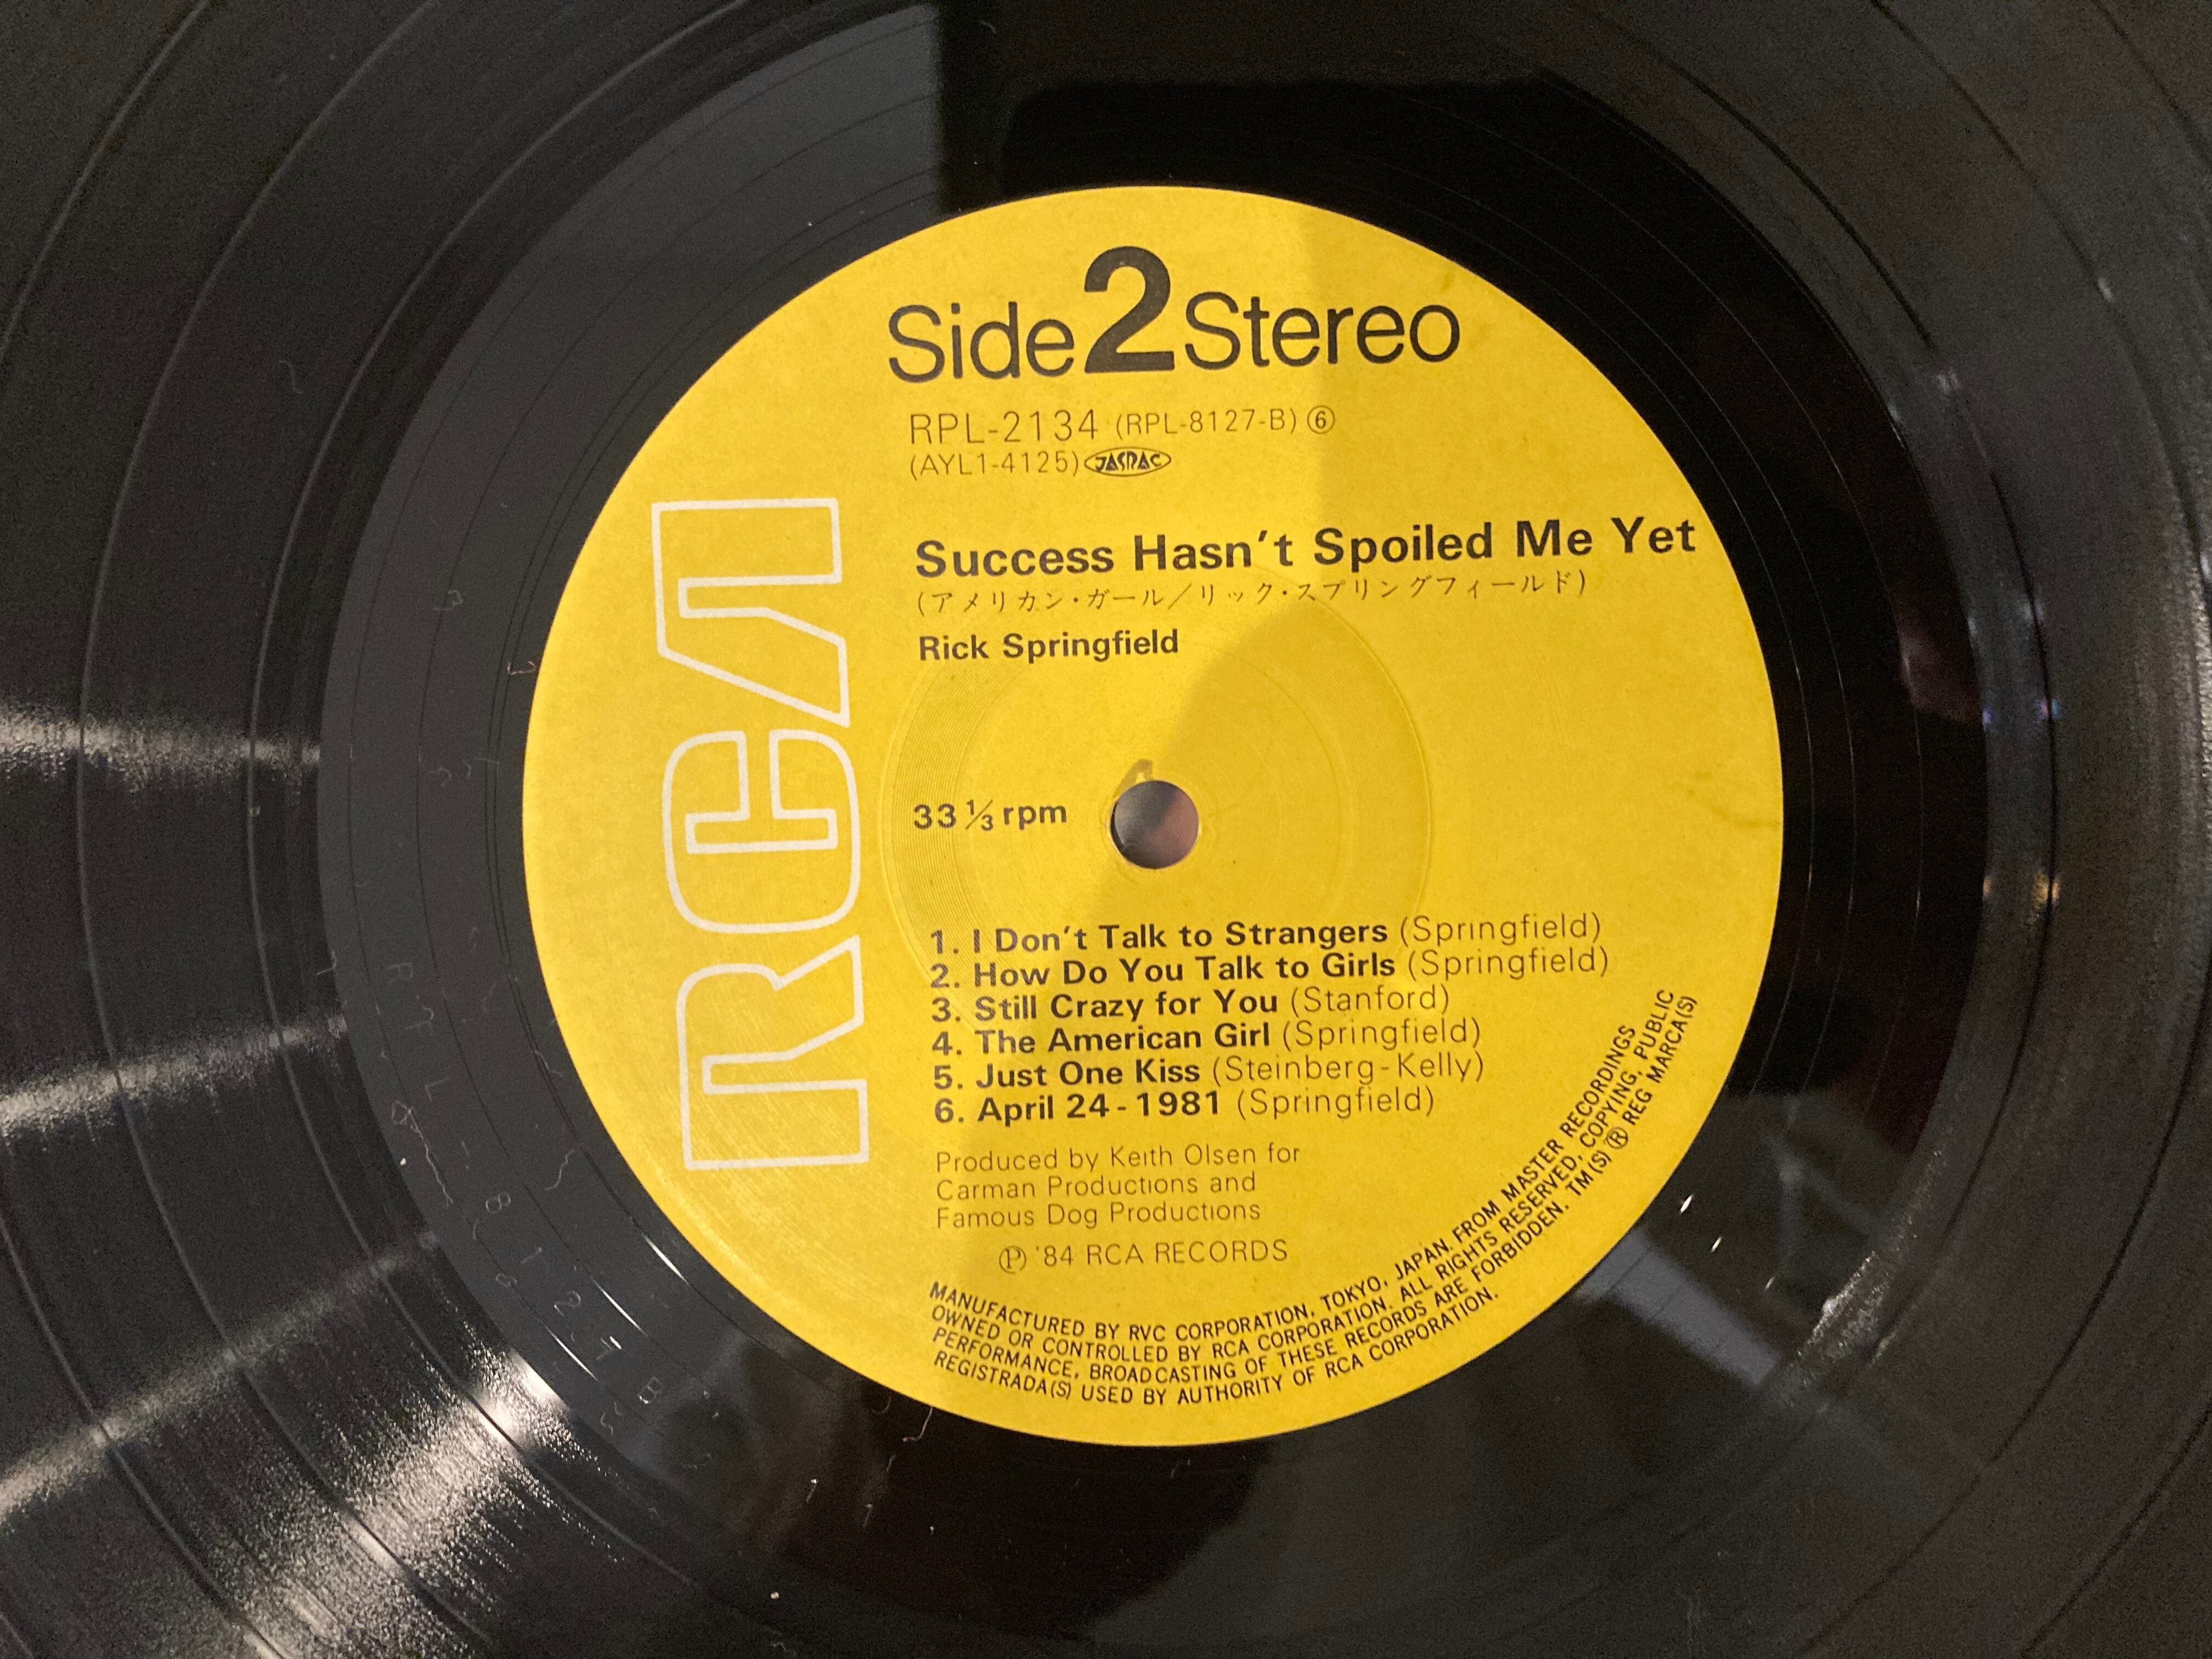 Side 2 Stereo
RPL-2134 (RPL-8127-B) ⑥
(AYL1-4125) JASRAC
Success Hasn't Spoiled Me Yet
(アメリカン・ガール／リック・スプリングフィールド)
Rick Springfield
RCA
33 ⅓ rpm
1. I Don't Talk to Strangers (Springfield)
2. How Do You Talk to Girls (Springfield)
3. Still Crazy for You (Stanford)
4. The American Girl (Springfield)
5. Just One Kiss (Steinberg-Kelly)
6. April 24-1981 (Springfield)
Produced by Keith Olsen for
Carman Productions and
Famous Dog Productions
Ⓟ '84 RCA RECORDS
MANUFACTURED BY RVC CORPORATION, TOKYO, JAPAN, FROM MASTER RECORDINGS
OWNED OR CONTROLLED BY RCA CORPORATION. ALL RIGHTS RESERVED, COPYING, PUBLIC
PERFORMANCE, BROADCASTING OF THESE RECORDS ARE FORBIDDEN. TM(S) ® REG MARCA(S)
REGISTRADA(S) USED BY AUTHORITY OF RCA CORPORATION.